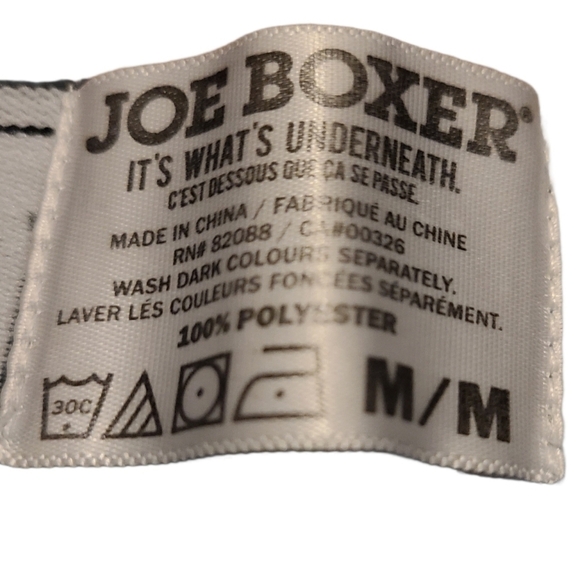 JOE BOXER®
IT'S WHAT'S UNDERNEATH.
C'EST DESSOUS QUE ÇA SE PASSE.
MADE IN CHINA / FABRIQUÉ AU CHINE
RN# 82088 / CA#00326
WASH DARK COLOURS SEPARATELY.
LAVER LÉS COULEURS FONCÉES SÉPARÉMENT.
100% POLYESTER
30C M/M